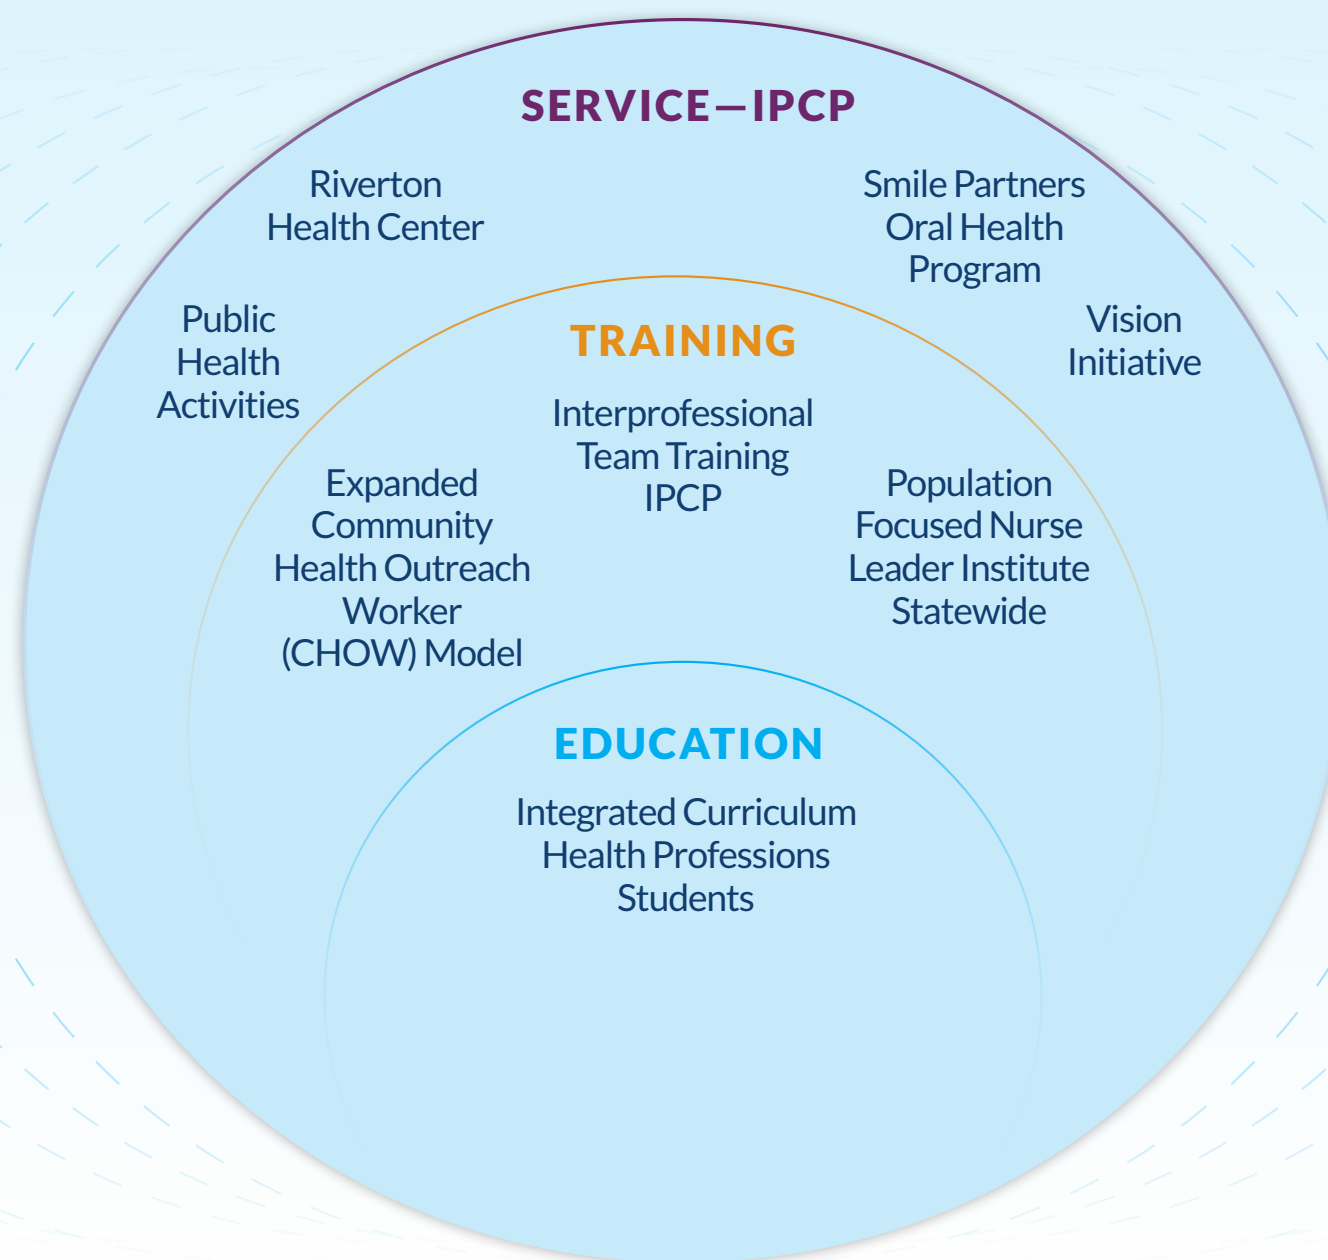 SERVICE—IPCP
Riverton
Health Center
Smile Partners
Oral Health
Program
Public
Health
Activities
Vision
Initiative
TRAINING
Interprofessional
Team Training
IPCP
Expanded
Community
Health Outreach
Worker
(CHOW) Model
Population
Focused Nurse
Leader Institute
Statewide
EDUCATION
Integrated Curriculum
Health Professions
Students